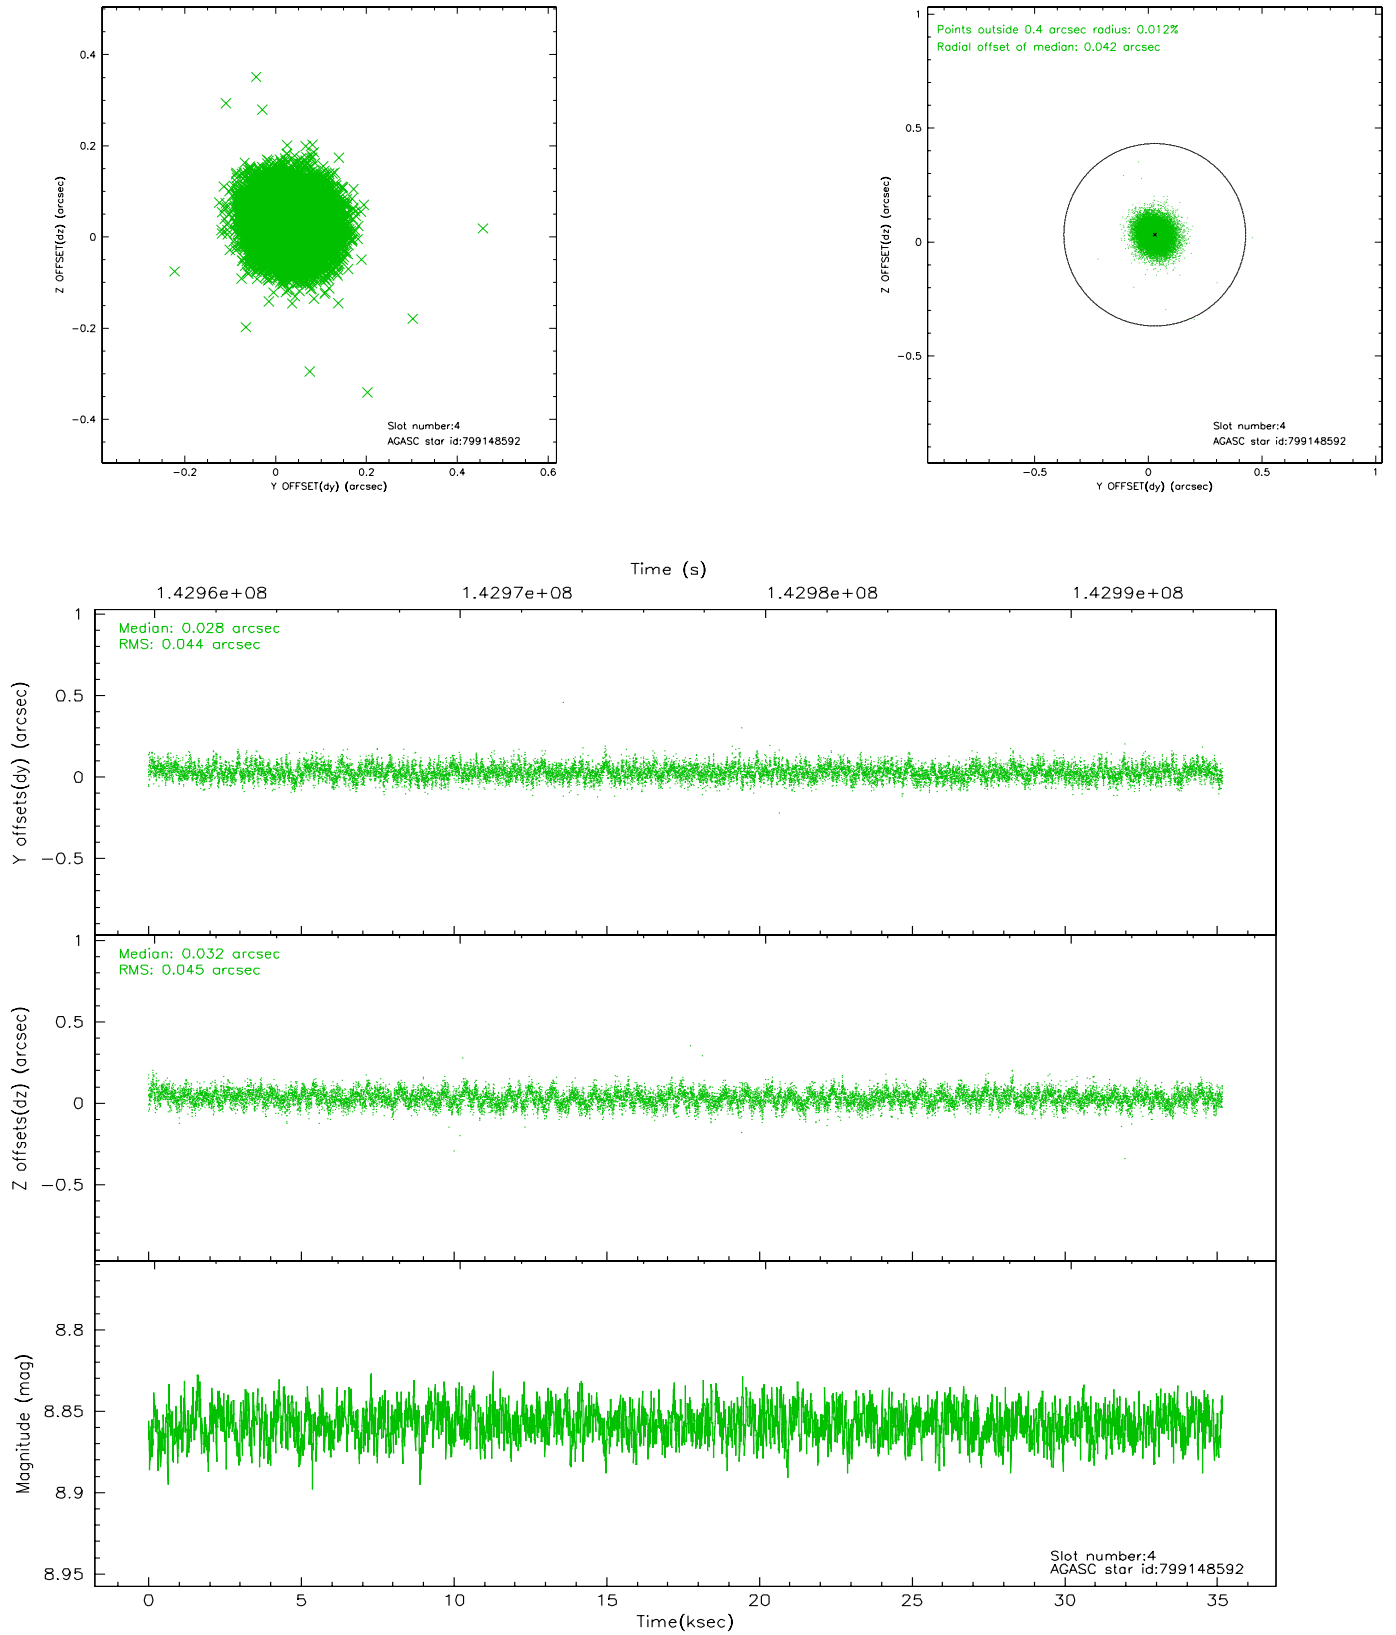 0.4
0.2
0
−0.2
−0.4
Z OFFSET(dz) (arcsec)
Slot number:4
AGASC star id:799148592
−0.2 0 0.2 0.4 0.6
Y OFFSET(dy) (arcsec)
Points outside 0.4 arcsec radius: 0.012%
Radial offset of median: 0.042 arcsec
1
0.5
0
−0.5
Z OFFSET(dz) (arcsec)
Slot number:4
AGASC star id:799148592
−0.5 0 0.5 1
Y OFFSET(dy) (arcsec)
Time (s)
1.4296e+08 1.4297e+08 1.4298e+08 1.4299e+08
Median: 0.028 arcsec
RMS: 0.044 arcsec
1
0.5
0
−0.5
Y offsets(dy) (arcsec)
Median: 0.032 arcsec
RMS: 0.045 arcsec
1
0.5
0
−0.5
Z offsets(dz) (arcsec)
8.8
8.85
8.9
8.95
Magnitude (mag)
Slot number:4
AGASC star id:799148592
0 5 10 15 20 25 30 35
Time(ksec)